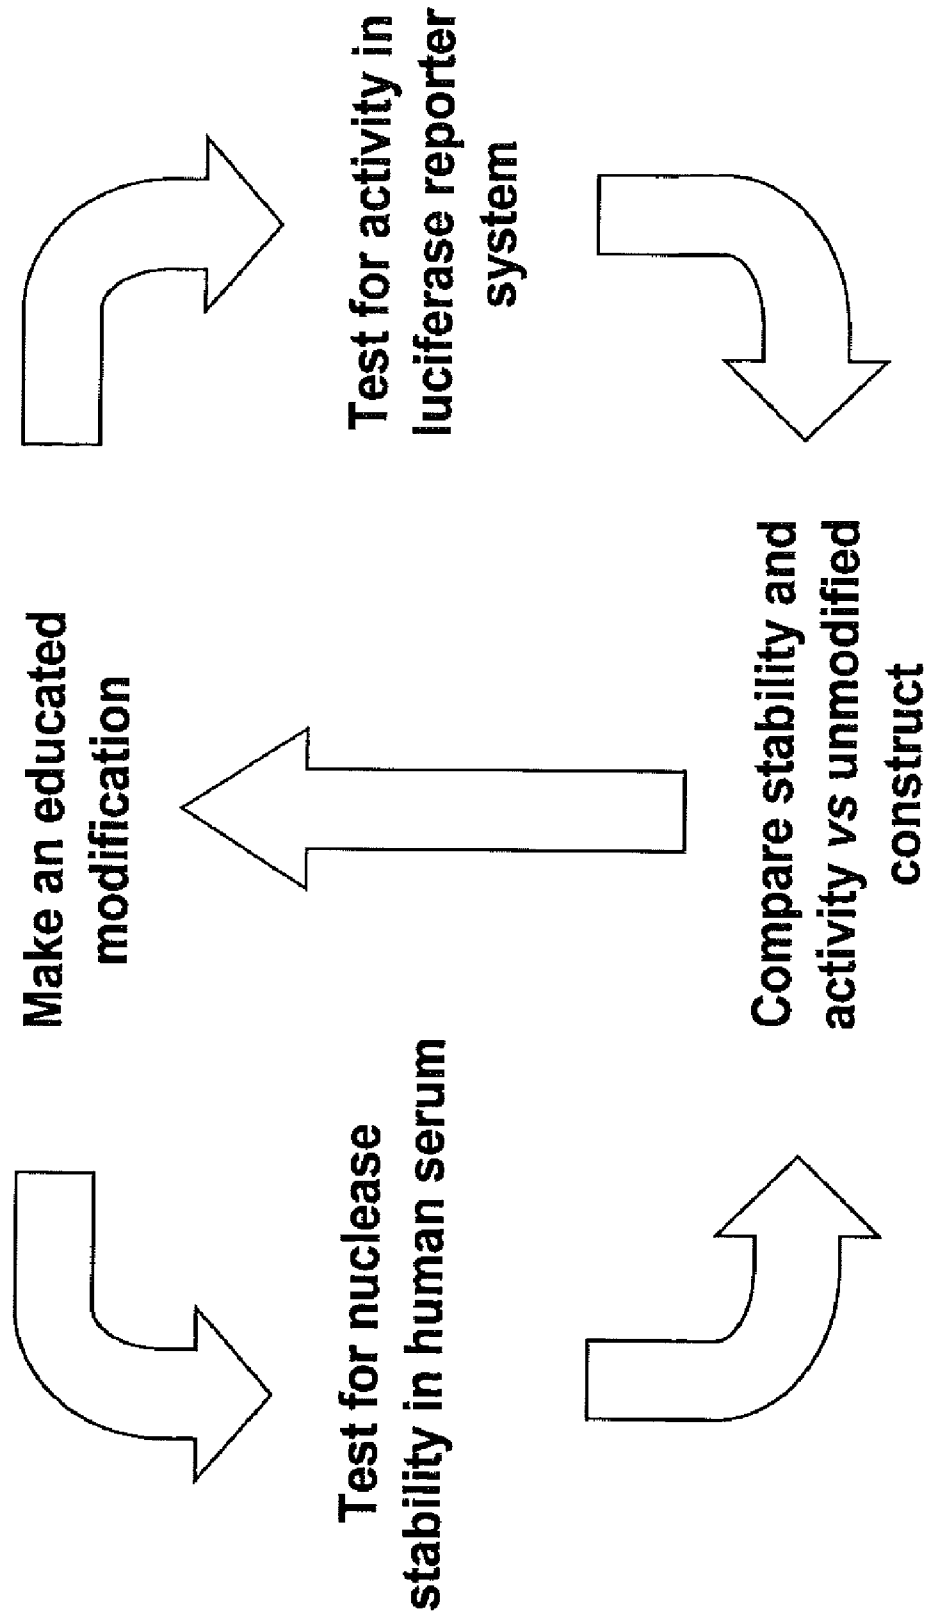 Make an educated
modification
Test for nuclease
stability in human serum
Test for activity in
luciferase reporter
system
Compare stability and
activity vs unmodified
construct